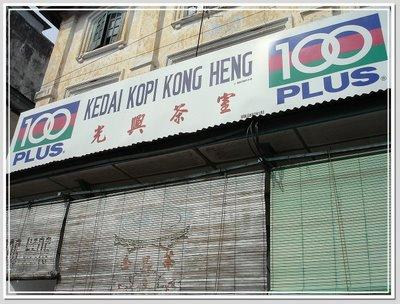 100
PLUS
KEDAI KOPI KONG HENG
光興茶室
100
PLUS